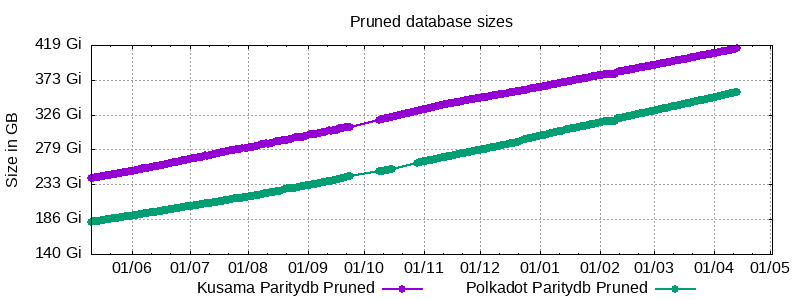 Pruned database sizes
Size in GB
419 Gi
373 Gi
326 Gi
279 Gi
233 Gi
186 Gi
140 Gi
01/06 01/07 01/08 01/09 01/10 01/11 01/12 01/01 01/02 01/03 01/04 01/05
Kusama Paritydb Pruned Polkadot Paritydb Pruned